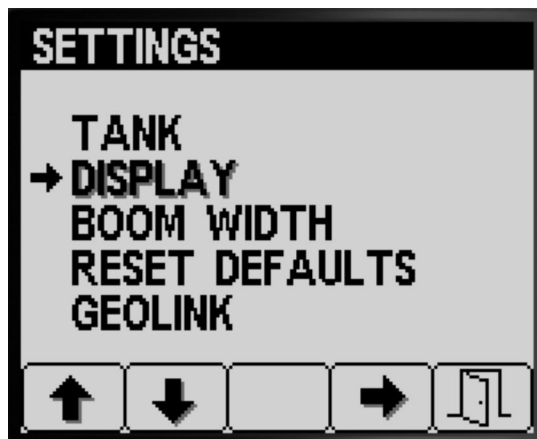 SETTINGS
TANK
DISPLAY
BOOM WIDTH
RESET DEFAULTS
GEOLINK